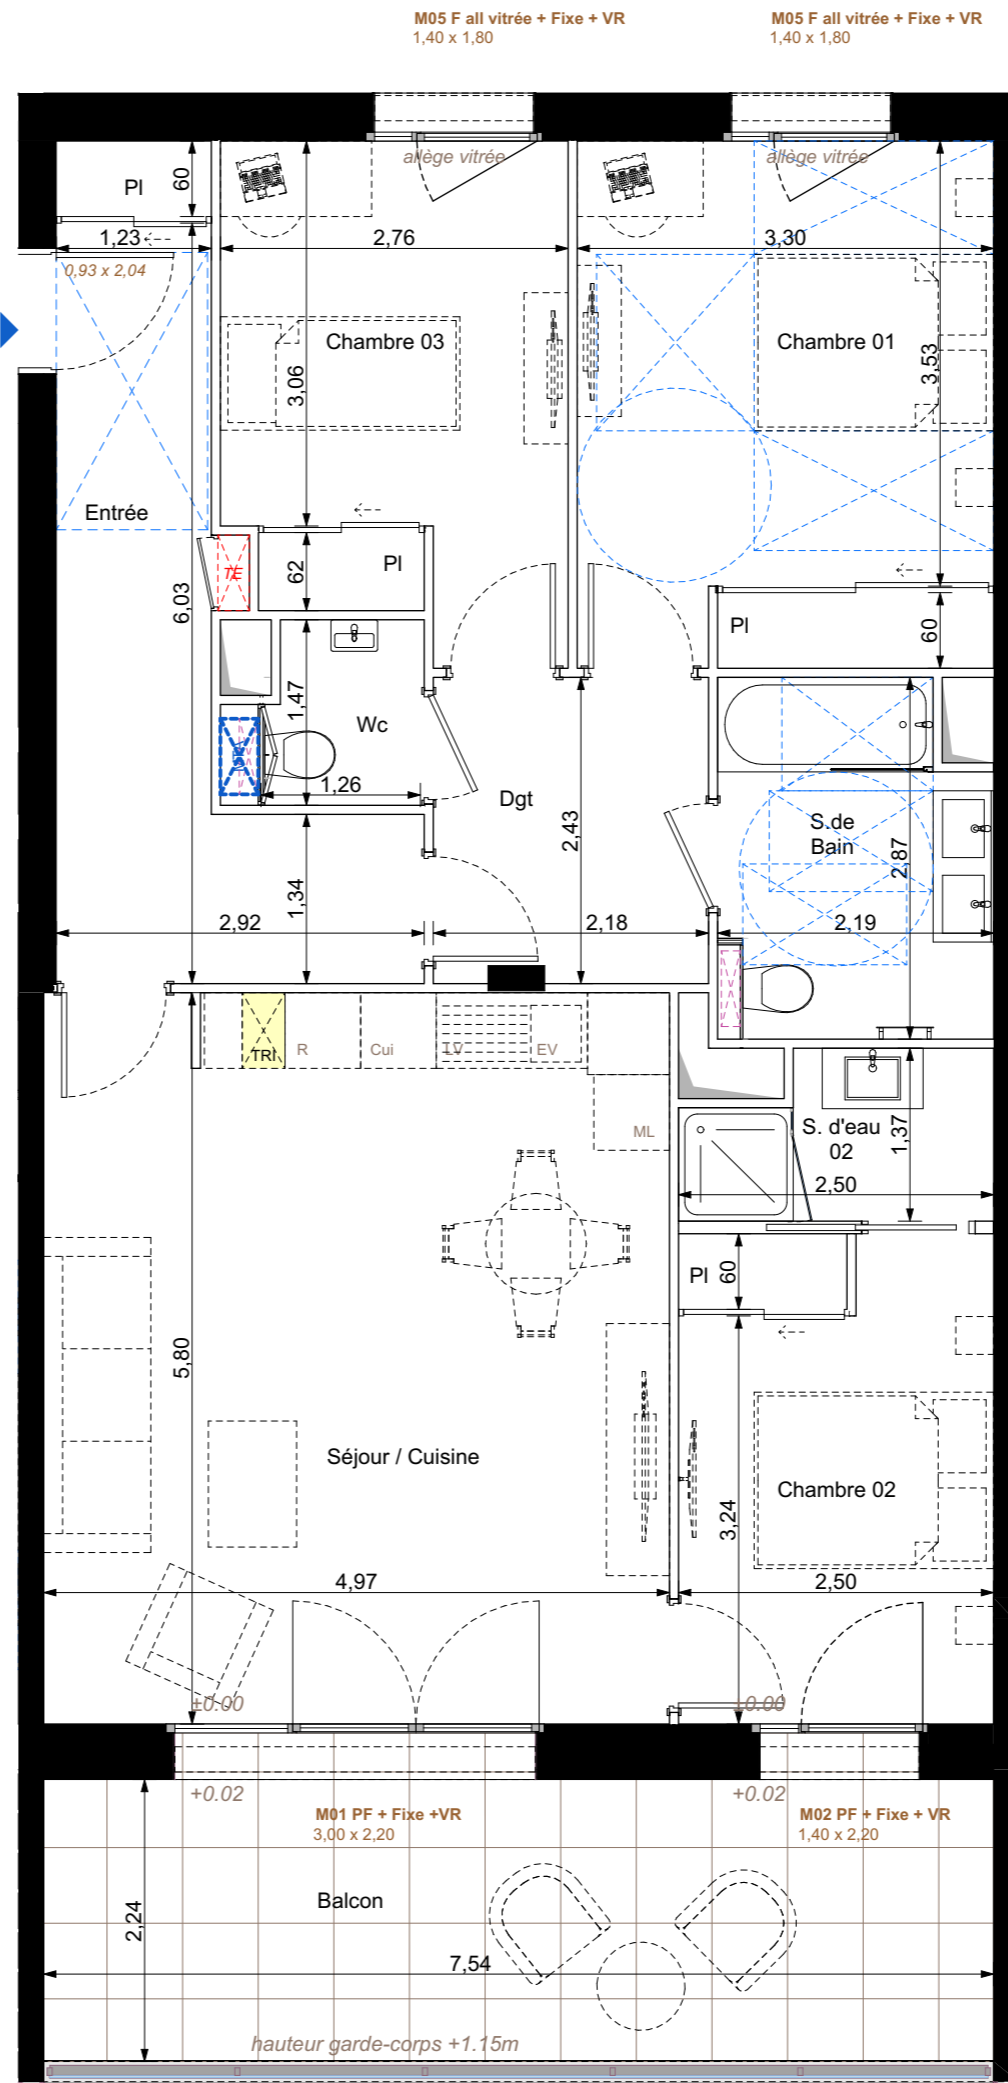 M05 F all vitrée + Fixe + VR
1,40 x 1,80
M05 F all vitrée + Fixe + VR
1,40 x 1,80
allège vitrée
allège vitrée
Pl
60
1,23
2,76
3,30
0,93 x 2,04
Chambre 03
Chambre 01
3,06
3,53
Entrée
TE
62
Pl
6,03
Pl
60
1,47
Wc
1,26
Dgt
2,43
S.de
Bain
2,87
1,34
2,92
2,18
2,19
TRI
R
Cui
LV
EV
ML
S. d'eau
02
1,37
2,50
Pl
60
5,80
Séjour / Cuisine
Chambre 02
3,24
4,97
2,50
±0.00
±0.00
+0.02
+0.02
M01 PF + Fixe +VR
3,00 x 2,20
M02 PF + Fixe + VR
1,40 x 2,20
Balcon
2,24
7,54
hauteur garde-corps +1.15m